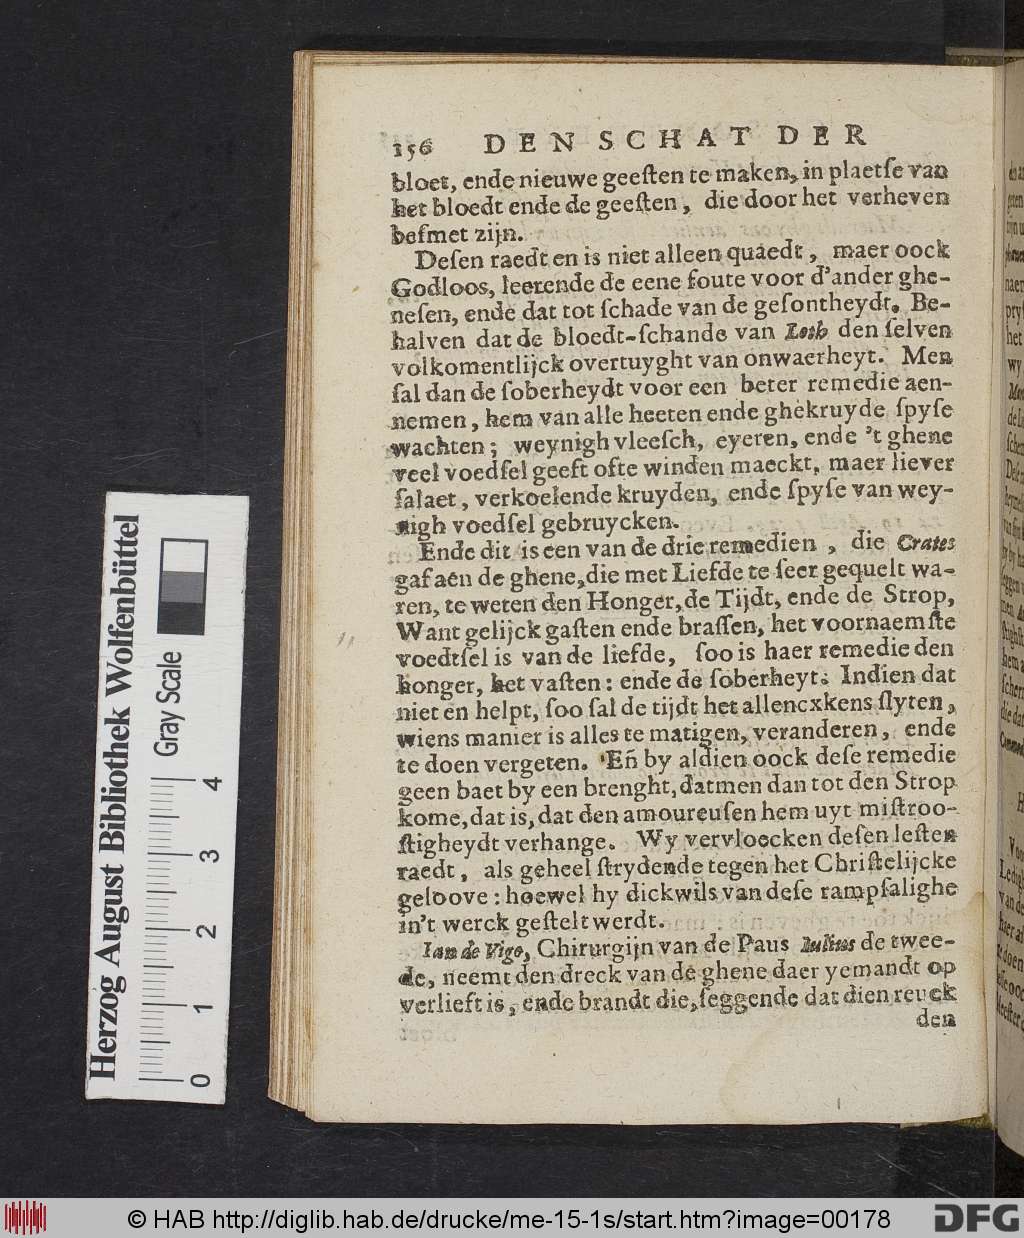 156 DEN SCHAT DER
bloet, ende nieuwe geeſten te maken, in plaetſe van
het bloedt ende de geeſten, die door het verheven
beſmet zijn.
Deſen raedt en is niet alleen quaedt, maer oock
Godloos, leerende de eene foute voor d'ander ghe-
neſen, ende dat tot ſchade van de geſontheydt. Be-
halven dat de bloedt-ſchande van Loth den ſelven
volkomentlijck overtuyght van onwaerheyt. Men
ſal dan de ſoberheydt voor een beter remedie aen-
nemen, hem van alle heeten ende ghekruyde ſpyſe
wachten; weynigh vleeſch, eyeren, ende 't ghene
veel voedſel geeft ofte winden maeckt, maer liever
ſalaet, verkoelende kruyden, ende ſpyſe van wey-
nigh voedſel gebruycken.
Ende dit is een van de drie remedien, die Crates
gaf aen de ghene, die met Liefde te ſeer gequelt wa-
ren, te weten den Honger, de Tijdt, ende de Strop,
Want gelijck gaſten ende braſſen, het voornaemſte
voedtſel is van de liefde, ſoo is haer remedie den
honger, het vaſten: ende de ſoberheyt. Indien dat
niet en helpt, ſoo ſal de tijdt het allencxkens ſlyten,
wiens manier is alles te matigen, veranderen, ende
te doen vergeten. Eñ by aldien oock deſe remedie
geen baet by een brenght, datmen dan tot den Strop
kome, dat is, dat den amoureuſen hem uyt miſtroo-
ſtigheydt verhange. Wy vervloecken deſen leſten
raedt, als geheel ſtrydende tegen het Chriſtelijcke
geloove: hoewel hy dickwils van deſe rampſalighe
in't werck geſtelt werdt.
Ian de Vigo, Chirurgijn van de Paus Iulius de twee-
de, neemt den dreck van de ghene daer yemandt op
verlieft is, ende brandt die, ſeggende dat dien reuck
den
Herzog August Bibliothek Wolfenbüttel
Gray Scale
0 1 2 3 4
© HAB http://diglib.hab.de/drucke/me-15-1s/start.htm?image=00178
DFG